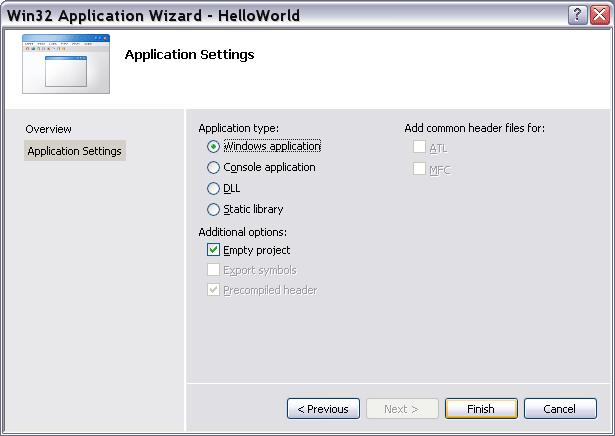 Win32 Application Wizard - HelloWorld
Application Settings
Overview
Application Settings
Application type:
Windows application
Console application
DLL
Static library
Additional options:
Empty project
Export symbols
Precompiled header
Add common header files for:
ATL
MFC
< Previous
Next >
Finish
Cancel